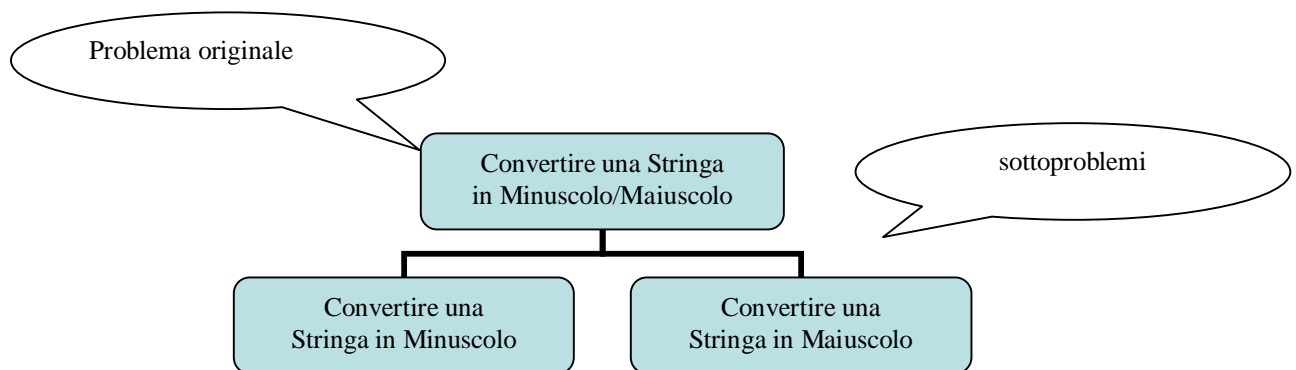 Problema originale
Convertire una Stringa
in Minuscolo/Maiuscolo
sottoproblemi
Convertire una
Stringa in Minuscolo
Convertire una
Stringa in Maiuscolo